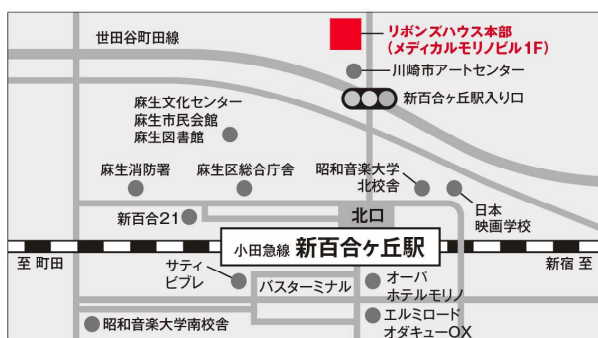 世田谷町田線
リボンズハウス本部
(メディカルモリノビル1F)
川崎市アートセンター
新百合ヶ丘駅入り口
麻生文化センター
麻生市民会館
麻生図書館
麻生消防署
麻生区総合庁舎
昭和音楽大学
北校舎
日本
映画学校
新百合21
北口
小田急線 新百合ヶ丘駅
至 町田
新宿 至
サティ
ビブレ
バスターミナル
オーパ
ホテルモリノ
昭和音楽大学南校舎
エルミロード
オダキューOX